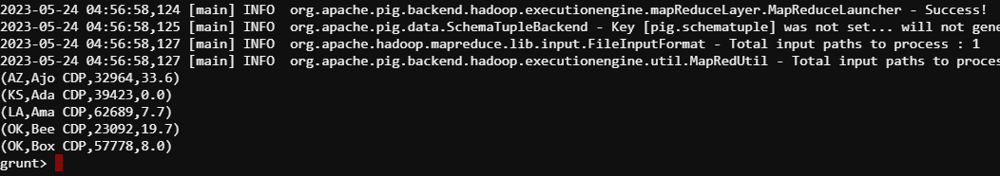 2023-05-24 04:56:58,124 [main] INFO  org.apache.pig.backend.hadoop.executionengine.mapReduceLayer.MapReduceLauncher - Success!
2023-05-24 04:56:58,125 [main] INFO  org.apache.pig.data.SchemaTupleBackend - Key [pig.schematuple] was not set... will not gene
2023-05-24 04:56:58,127 [main] INFO  org.apache.hadoop.mapreduce.lib.input.FileInputFormat - Total input paths to process : 1
2023-05-24 04:56:58,127 [main] INFO  org.apache.pig.backend.hadoop.executionengine.util.MapRedUtil - Total input paths to proces
(AZ,Ajo CDP,32964,33.6)
(KS,Ada CDP,39423,0.0)
(LA,Ama CDP,62689,7.7)
(OK,Bee CDP,23092,19.7)
(OK,Box CDP,57778,8.0)
grunt>